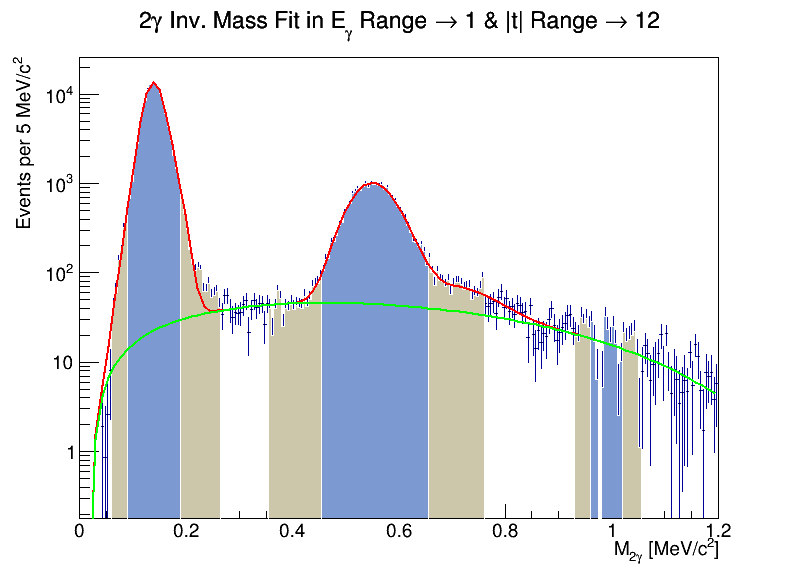 2γ Inv. Mass Fit in Eγ Range → 1 & |t| Range → 12
Events per 5 MeV/c²
10⁴
10³
10²
10
1
0 0.2 0.4 0.6 0.8 1 1.2
M2γ [MeV/c²]